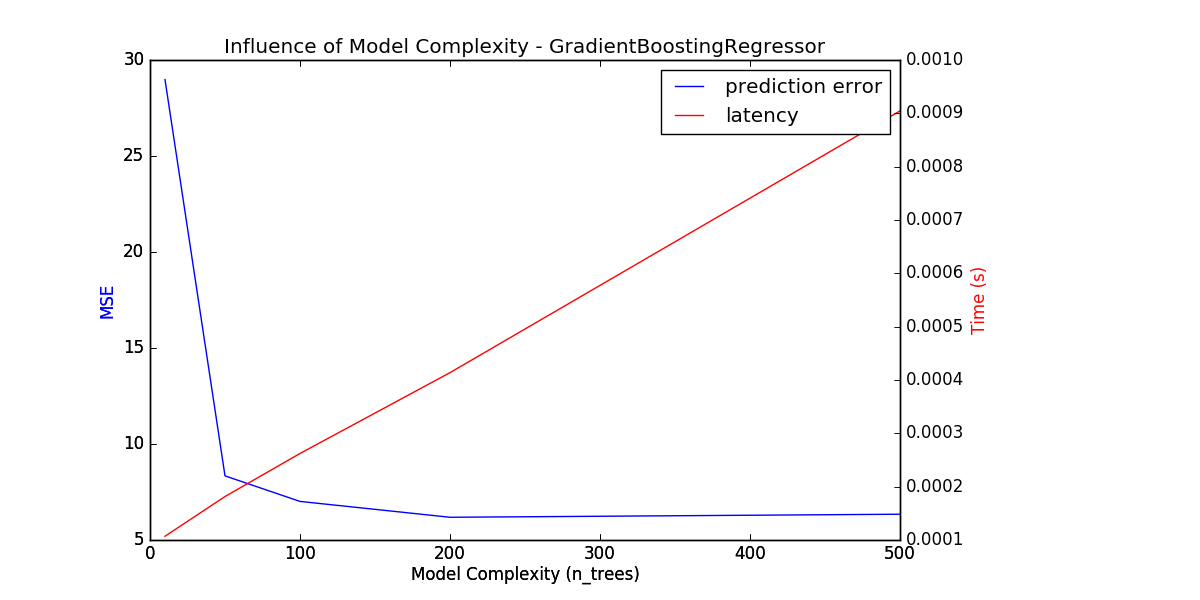 Influence of Model Complexity - GradientBoostingRegressor
prediction error
latency
30
25
20
15
10
5
MSE
0.0010
0.0009
0.0008
0.0007
0.0006
0.0005
0.0004
0.0003
0.0002
0.0001
Time (s)
0 100 200 300 400 500
Model Complexity (n_trees)